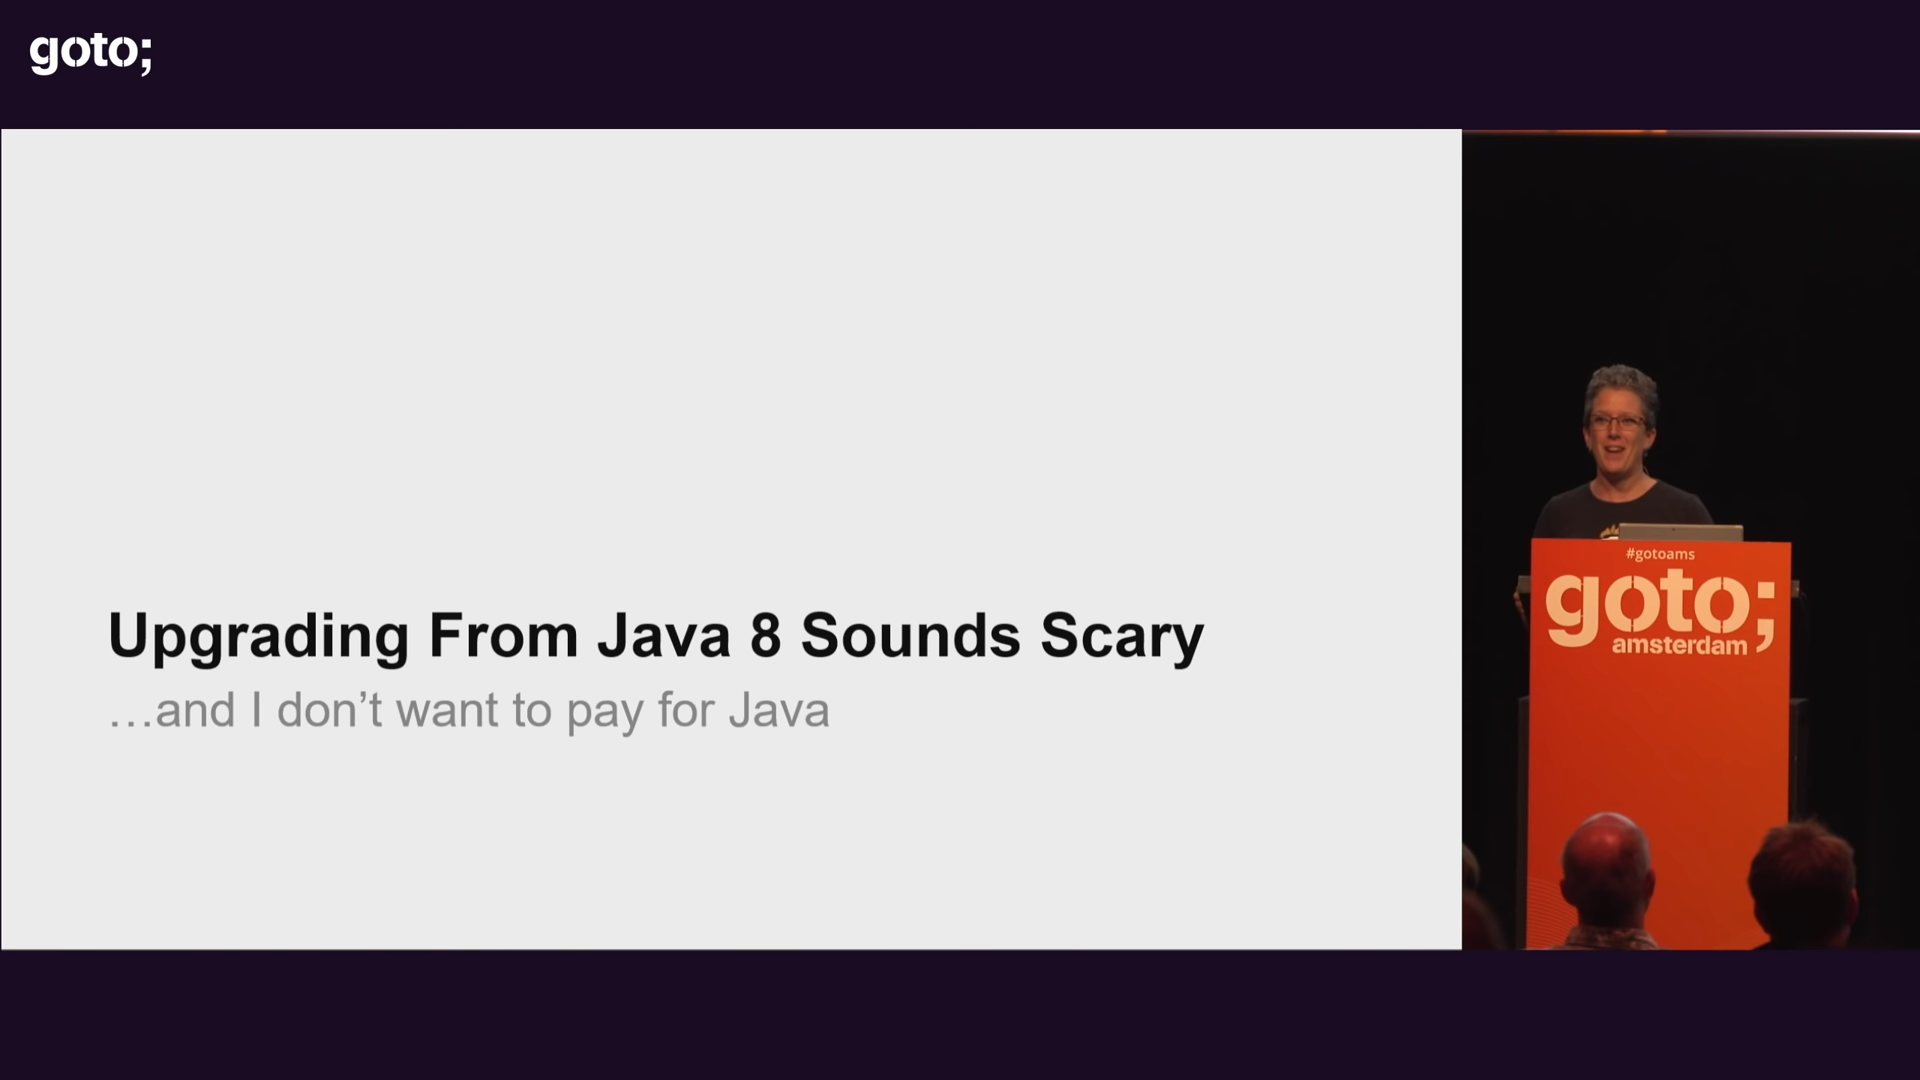 goto;
Upgrading From Java 8 Sounds Scary
…and I don’t want to pay for Java
#gotoams
goto;
amsterdam